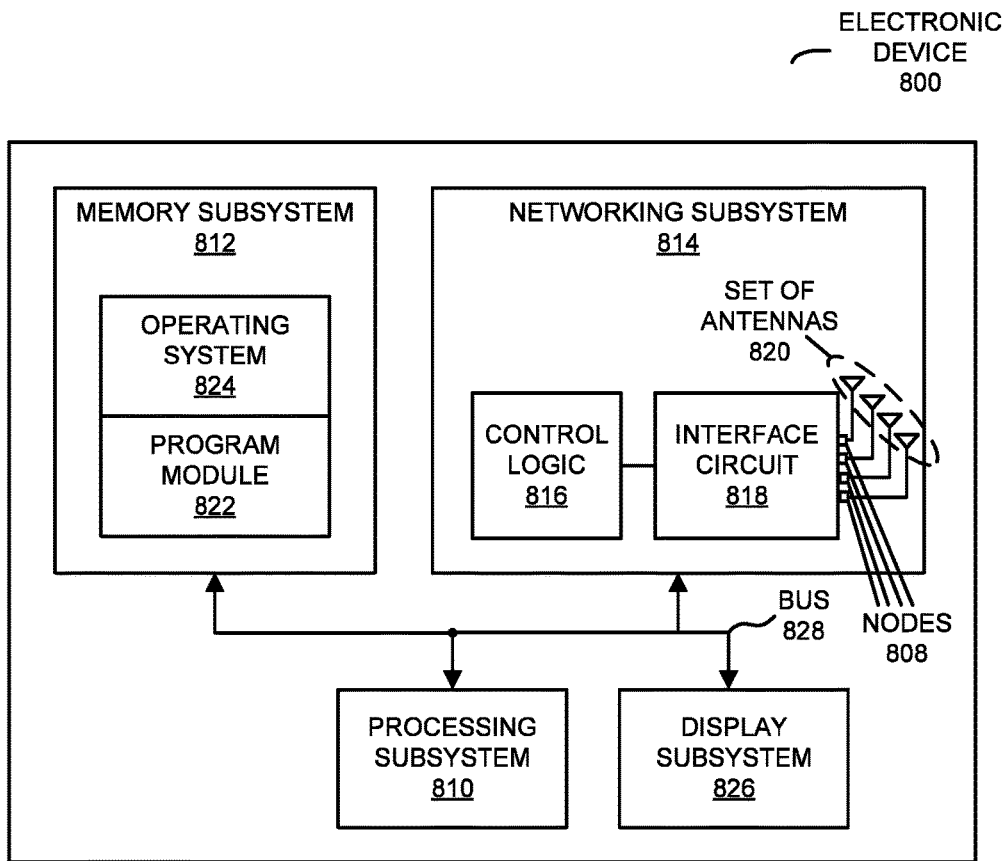 ELECTRONIC
DEVICE
800
MEMORY SUBSYSTEM
812
OPERATING
SYSTEM
824
PROGRAM
MODULE
822
NETWORKING SUBSYSTEM
814
SET OF
ANTENNAS
820
CONTROL
LOGIC
816
INTERFACE
CIRCUIT
818
BUS
828
NODES
808
PROCESSING
SUBSYSTEM
810
DISPLAY
SUBSYSTEM
826